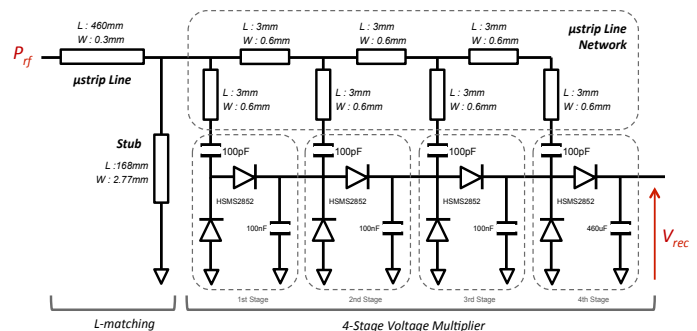 L : 460mm
W : 0.3mm
P_rf
µstrip Line
L : 3mm
W : 0.6mm
L : 3mm
W : 0.6mm
L : 3mm
W : 0.6mm
µstrip Line
Network
L : 3mm
W : 0.6mm
L : 3mm
W : 0.6mm
L : 3mm
W : 0.6mm
L : 3mm
W : 0.6mm
Stub
L :168mm
W : 2.77mm
100pF
100pF
100pF
100pF
HSMS2852
HSMS2852
HSMS2852
HSMS2852
100nF
100nF
100nF
460uF
V_rec
1st Stage
2nd Stage
3rd Stage
4th Stage
L-matching
4-Stage Voltage Multiplier